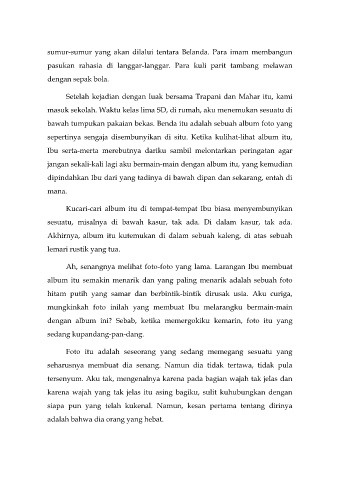 sumur-sumur yang akan dilalui tentara Belanda. Para imam membangun
pasukan rahasia di langgar-langgar. Para kuli parit tambang melawan
dengan sepak bola.
Setelah kejadian dengan luak bersama Trapani dan Mahar itu, kami
masuk sekolah. Waktu kelas lima SD, di rumah, aku menemukan sesuatu di
bawah tumpukan pakaian bekas. Benda itu adalah sebuah album foto yang
sepertinya sengaja disembunyikan di situ. Ketika kulihat-lihat album itu,
Ibu serta-merta merebutnya dariku sambil melontarkan peringatan agar
jangan sekali-kali lagi aku bermain-main dengan album itu, yang kemudian
dipindahkan Ibu dari yang tadinya di bawah dipan dan sekarang, entah di
mana.
Kucari-cari album itu di tempat-tempat Ibu biasa menyembunyikan
sesuatu, misalnya di bawah kasur, tak ada. Di dalam kasur, tak ada.
Akhirnya, album itu kutemukan di dalam sebuah kaleng, di atas sebuah
lemari rustik yang tua.
Ah, senangnya melihat foto-foto yang lama. Larangan Ibu membuat
album itu semakin menarik dan yang paling menarik adalah sebuah foto
hitam putih yang samar dan berbintik-bintik dirusak usia. Aku curiga,
mungkinkah foto inilah yang membuat Ibu melarangku bermain-main
dengan album ini? Sebab, ketika memergokiku kemarin, foto itu yang
sedang kupandang-pan-dang.
Foto itu adalah seseorang yang sedang memegang sesuatu yang
seharusnya membuat dia senang. Namun dia tidak tertawa, tidak pula
tersenyum. Aku tak, mengenalnya karena pada bagian wajah tak jelas dan
karena wajah yang tak jelas itu asing bagiku, sulit kuhubungkan dengan
siapa pun yang telah kukenal. Namun, kesan pertama tentang dirinya
adalah bahwa dia orang yang hebat.